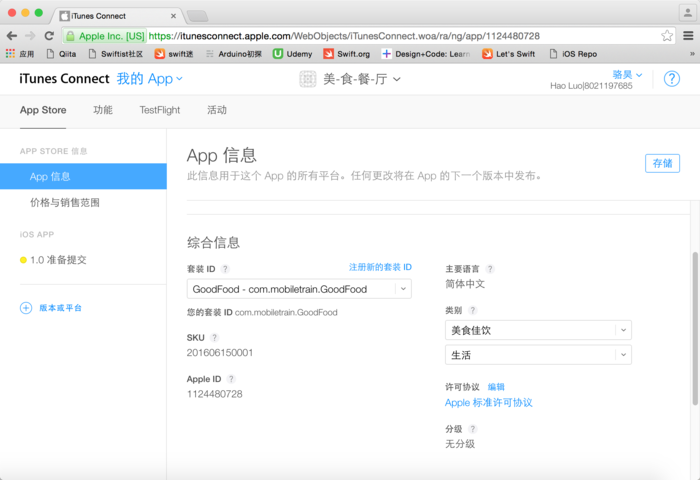 iTunes Connect
Apple Inc. [US] https://itunesconnect.apple.com/WebObjects/iTunesConnect.woa/ra/ng/app/1124480728
应用 Qiita Swiftist社区 swift迷 Arduino初探 Udemy Swift.org Design+Code: Learn Let's Swift iOS Repo »
iTunes Connect 我的 App 美-食-餐-厅 骆昊 ?
Hao Luo|8021197685
App Store 功能 TestFlight 活动
APP STORE 信息
App 信息
价格与销售范围
iOS APP
1.0 准备提交
版本或平台
App 信息
此信息用于这个 App 的所有平台。任何更改将在 App 的下一个版本中发布。
存储
综合信息
套装 ID ? 注册新的套装 ID
GoodFood - com.mobiletrain.GoodFood
您的套装 ID com.mobiletrain.GoodFood
SKU ?
201606150001
Apple ID ?
1124480728
主要语言 ?
简体中文
类别 ?
美食佳饮
生活
许可协议 编辑
Apple 标准许可协议
分级 ?
无分级